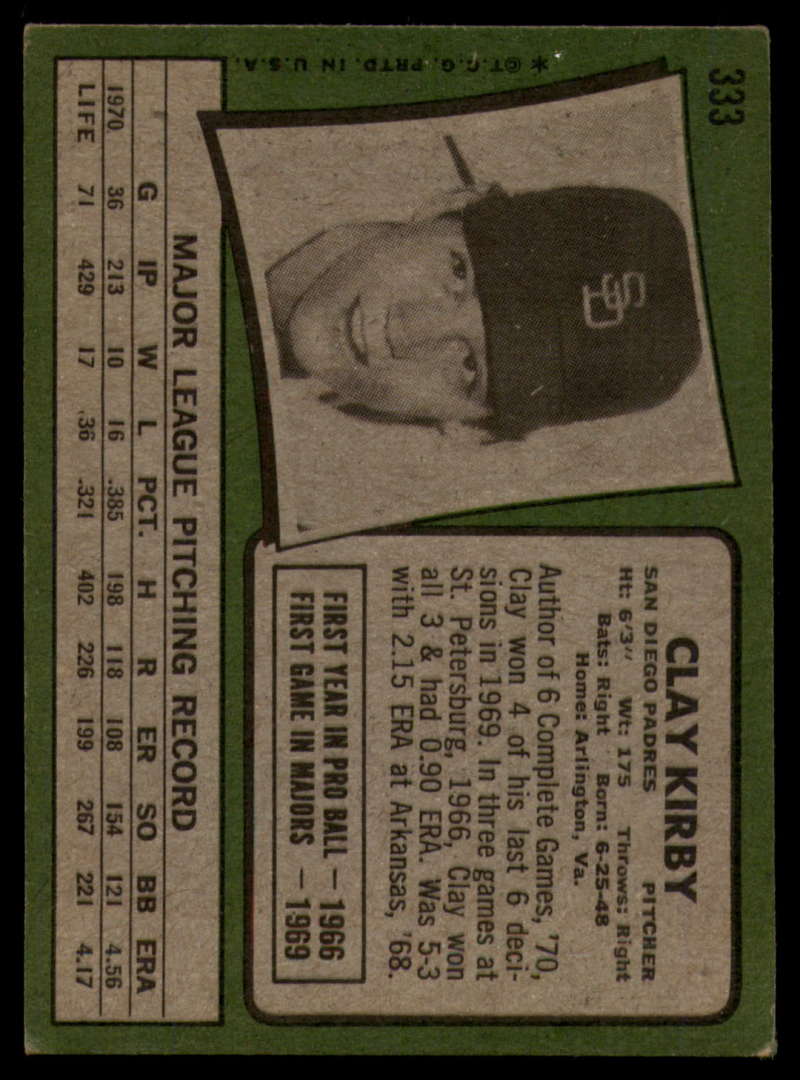 333
* ©T.C.G. PRTD. IN U.S.A.
SD
CLAY KIRBY
SAN DIEGO PADRES PITCHER
Ht: 6'3" Wt: 175 Throws: Right
Bats: Right Born: 6-25-48
Home: Arlington, Va.
Author of 6 Complete Games, '70,
Clay won 4 of his last 6 deci-
sions in 1969. In three games at
St. Petersburg, 1966, Clay won
all 3 & had 0.90 ERA. Was 5-3
with 2.15 ERA at Arkansas, '68.
FIRST YEAR IN PRO BALL — 1966
FIRST GAME IN MAJORS — 1969
MAJOR LEAGUE PITCHING RECORD
G IP W L PCT. H R ER SO BB ERA
1970 36 213 10 16 .385 198 118 108 154 121 4.56
LIFE 71 429 17 36 .321 402 226 199 267 221 4.17